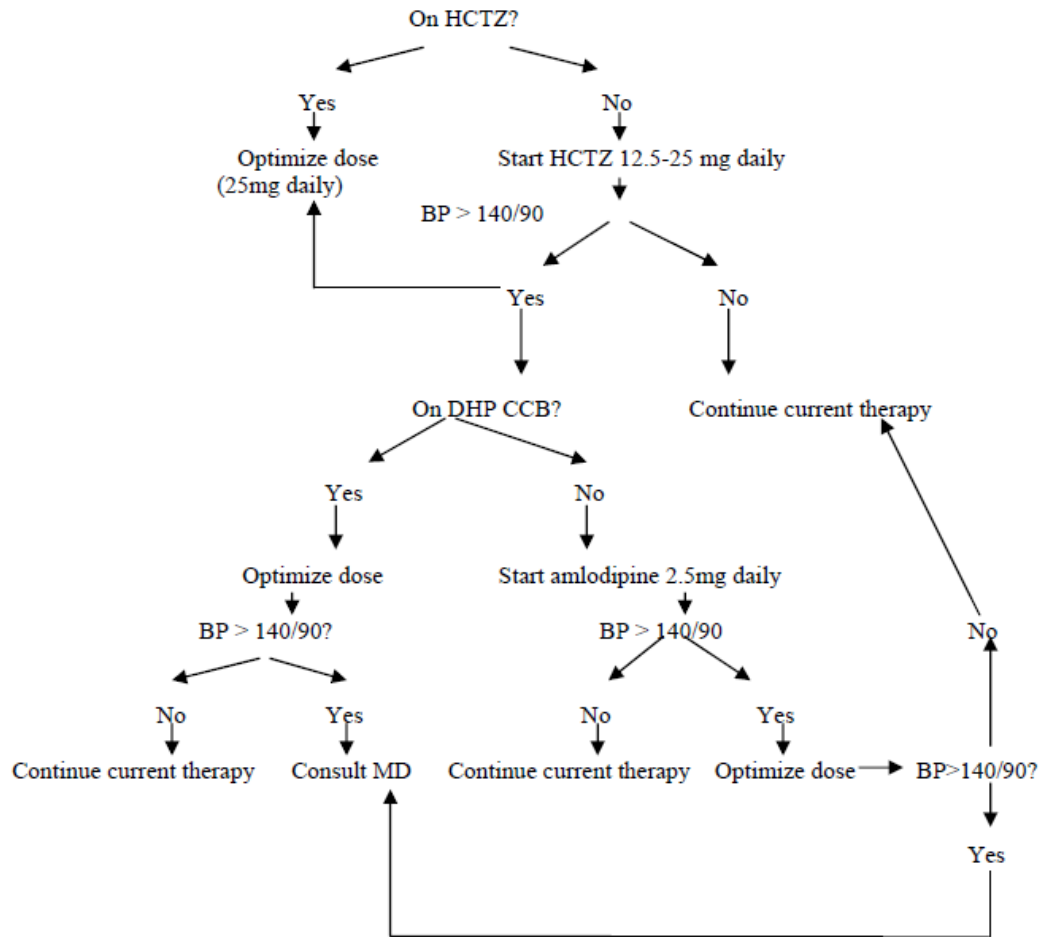 On HCTZ?
Yes
No
Optimize dose
(25mg daily)
Start HCTZ 12.5-25 mg daily
BP > 140/90
Yes
No
On DHP CCB?
Continue current therapy
Yes
No
Optimize dose
Start amlodipine 2.5mg daily
BP > 140/90?
BP > 140/90
No
No
Yes
No
Yes
Continue current therapy
Consult MD
Continue current therapy
Optimize dose
BP>140/90?
Yes